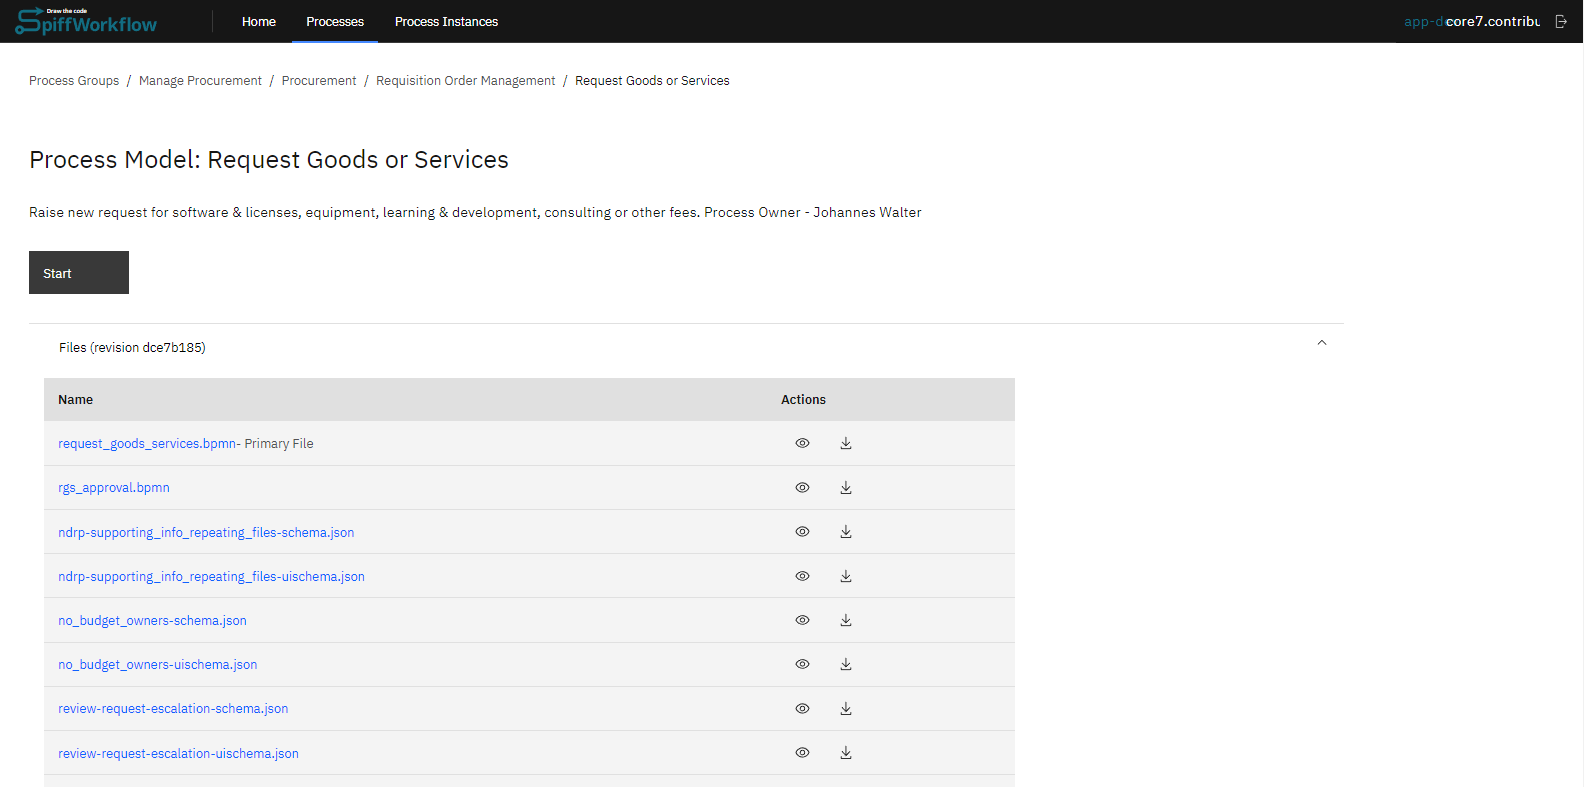 Draw the code
SpiffWorkflow
Home
Processes
Process Instances
core7.contribu
Process Groups / Manage Procurement / Procurement / Requisition Order Management / Request Goods or Services
Process Model: Request Goods or Services
Raise new request for software & licenses, equipment, learning & development, consulting or other fees. Process Owner - Johannes Walter
Start
Files (revision dce7b185)
Name Actions
request_goods_services.bpmn- Primary File
rgs_approval.bpmn
ndrp-supporting_info_repeating_files-schema.json
ndrp-supporting_info_repeating_files-uischema.json
no_budget_owners-schema.json
no_budget_owners-uischema.json
review-request-escalation-schema.json
review-request-escalation-uischema.json